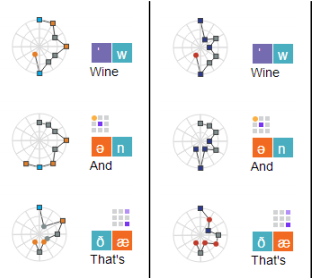 ' w ' w
Wine Wine
ə n ə n
And And
ð æ ð æ
That's That's